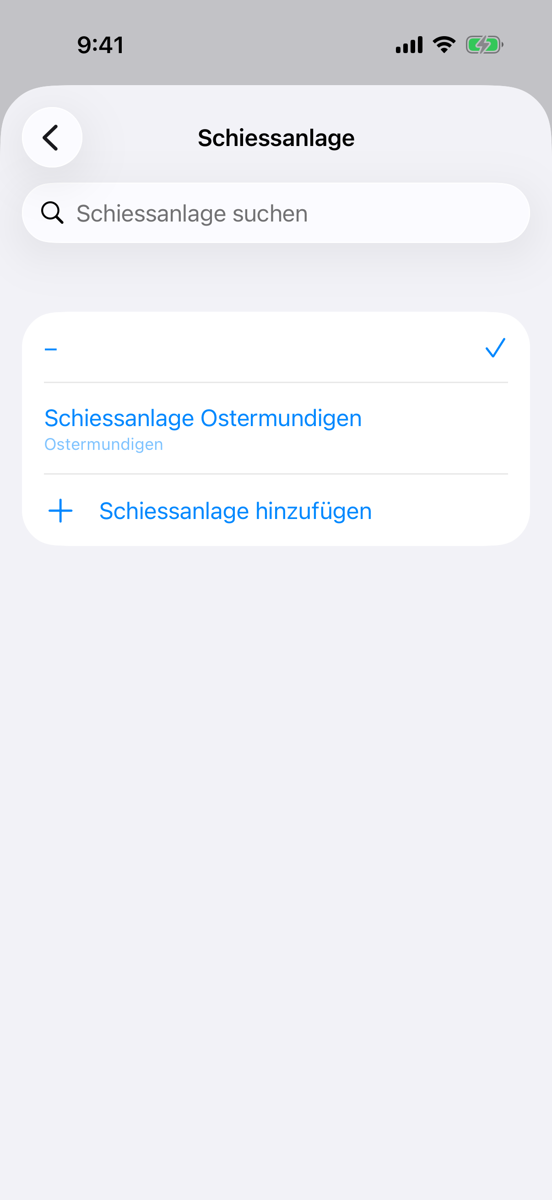 9:41
Schiessanlage
Schiessanlage suchen
–
Schiessanlage Ostermundigen
Ostermundigen
Schiessanlage hinzufügen